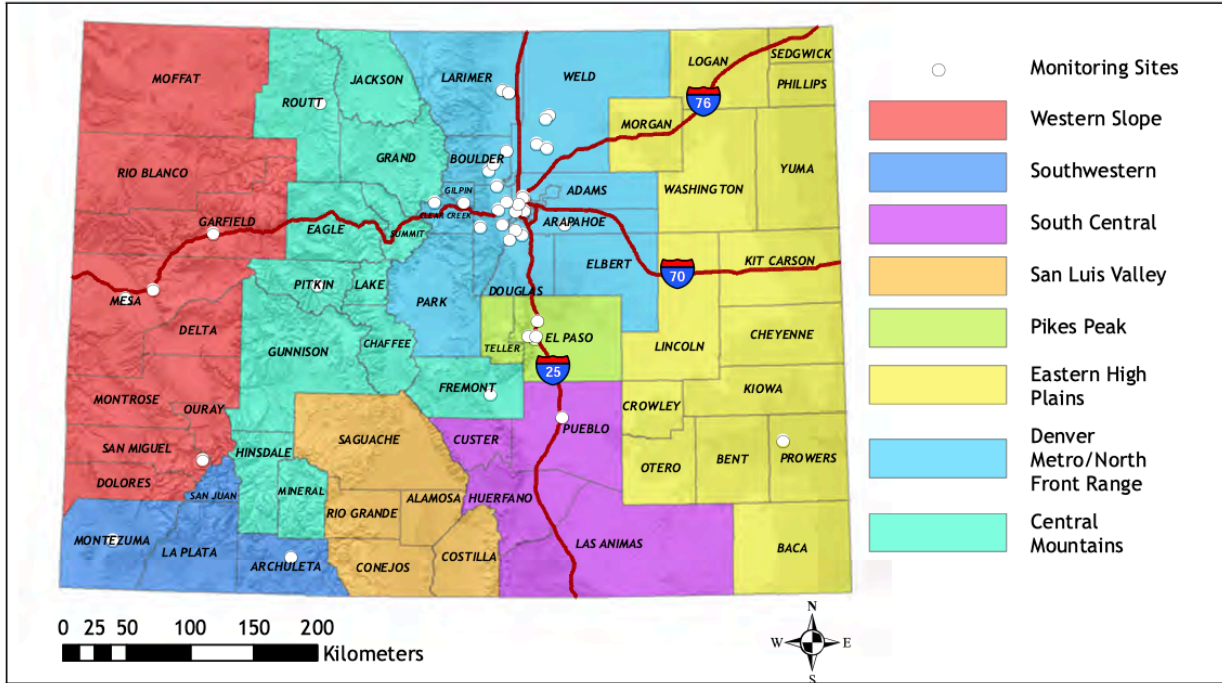 MOFFAT
JACKSON
LARIMER
WELD
LOGAN
SEDGWICK
PHILLIPS
ROUTT
76
MORGAN
GRAND
BOULDER
RIO BLANCO
YUMA
WASHINGTON
GILPIN
ADAMS
CLEAR CREEK
GARFIELD
ARAPAHOE
EAGLE
SUMMIT
ELBERT
KIT CARSON
70
PITKIN
LAKE
DOUGLAS
MESA
PARK
DELTA
CHEYENNE
EL PASO
CHAFFEE
TELLER
LINCOLN
GUNNISON
25
FREMONT
KIOWA
MONTROSE
CROWLEY
OURAY
PUEBLO
SAGUACHE
CUSTER
SAN MIGUEL
HINSDALE
OTERO
BENT
PROWERS
DOLORES
MINERAL
SAN JUAN
ALAMOSA
HUERFANO
RIO GRANDE
MONTEZUMA
LA PLATA
COSTILLA
LAS ANIMAS
BACA
ARCHULETA
CONEJOS
Monitoring Sites
Western Slope
Southwestern
South Central
San Luis Valley
Pikes Peak
Eastern High
Plains
Denver
Metro/North
Front Range
Central
Mountains
0 25 50 100 150 200
Kilometers
N
W E
S